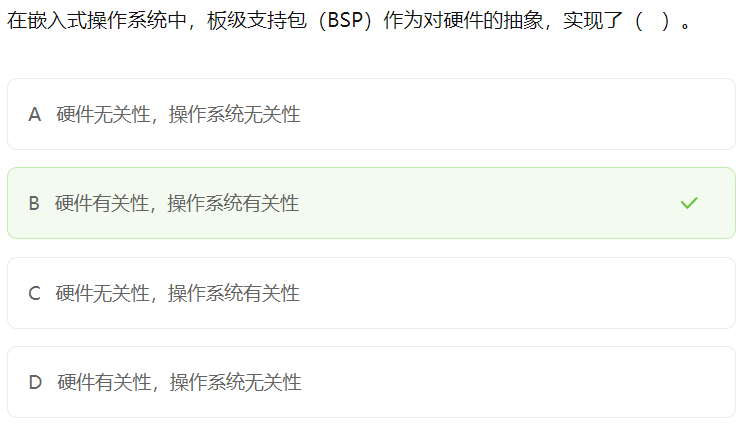 在嵌入式操作系统中，板级支持包（BSP）作为对硬件的抽象，实现了（ ）。
A 硬件无关性，操作系统无关性
B 硬件有关性，操作系统有关性
C 硬件无关性，操作系统有关性
D 硬件有关性，操作系统无关性